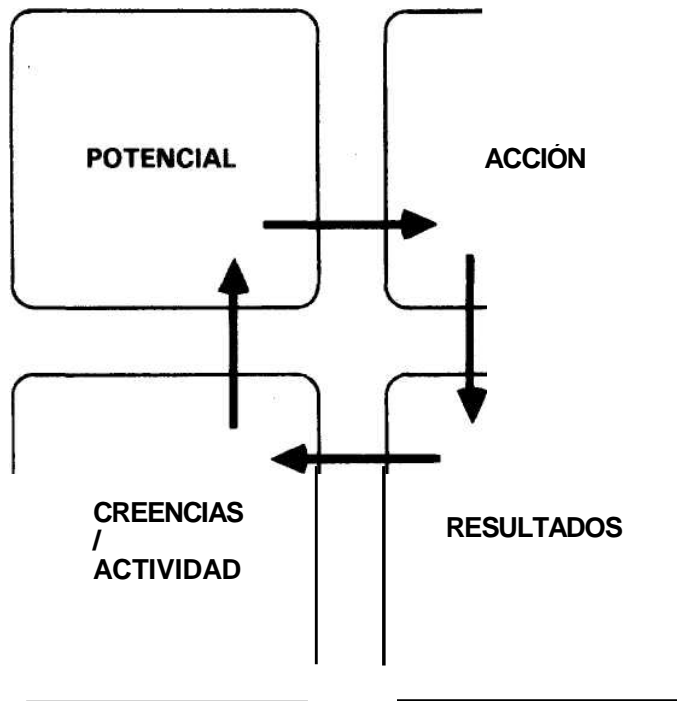 POTENCIAL
ACCIÓN
CREENCIAS
/
ACTIVIDAD
RESULTADOS